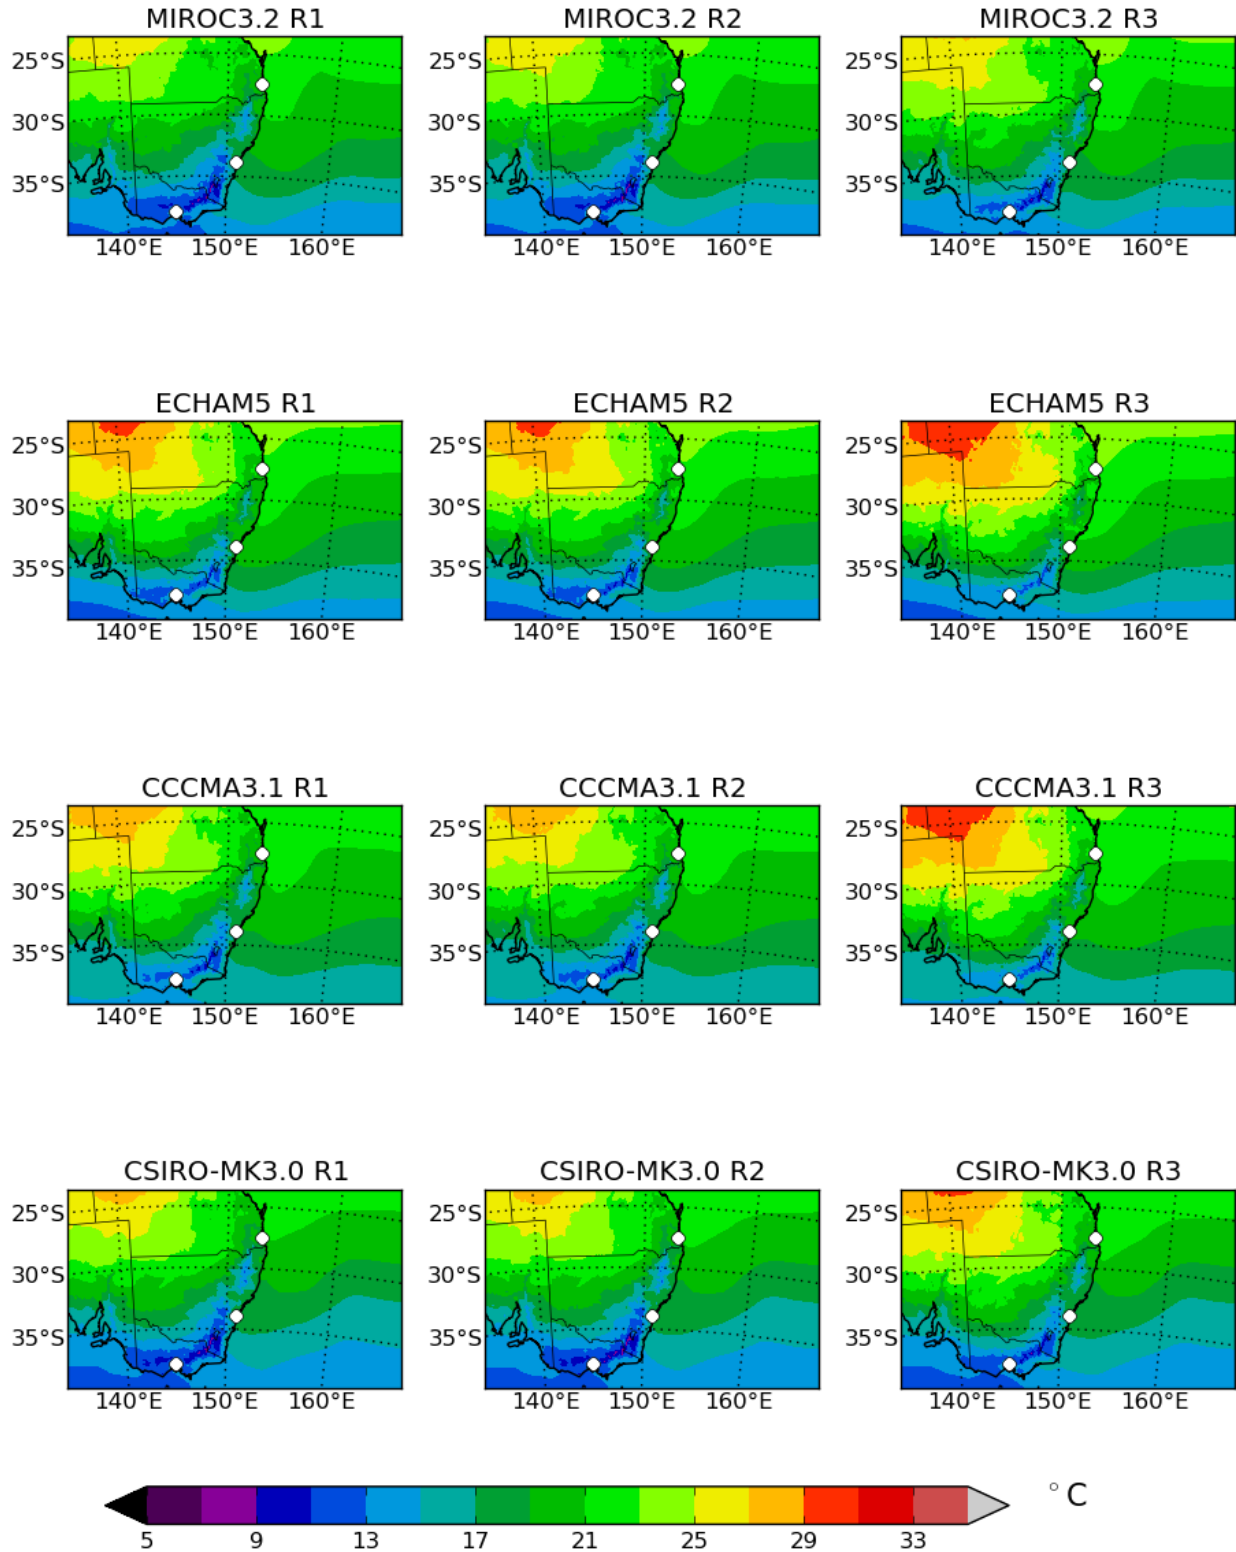 MIROC3.2 R1 MIROC3.2 R2 MIROC3.2 R3
25°S 25°S 25°S
30°S 30°S 30°S
35°S 35°S 35°S
140°E 150°E 160°E 140°E 150°E 160°E 140°E 150°E 160°E
ECHAM5 R1 ECHAM5 R2 ECHAM5 R3
25°S 25°S 25°S
30°S 30°S 30°S
35°S 35°S 35°S
140°E 150°E 160°E 140°E 150°E 160°E 140°E 150°E 160°E
CCCMA3.1 R1 CCCMA3.1 R2 CCCMA3.1 R3
25°S 25°S 25°S
30°S 30°S 30°S
35°S 35°S 35°S
140°E 150°E 160°E 140°E 150°E 160°E 140°E 150°E 160°E
CSIRO-MK3.0 R1 CSIRO-MK3.0 R2 CSIRO-MK3.0 R3
25°S 25°S 25°S
30°S 30°S 30°S
35°S 35°S 35°S
140°E 150°E 160°E 140°E 150°E 160°E 140°E 150°E 160°E
°C
5 9 13 17 21 25 29 33